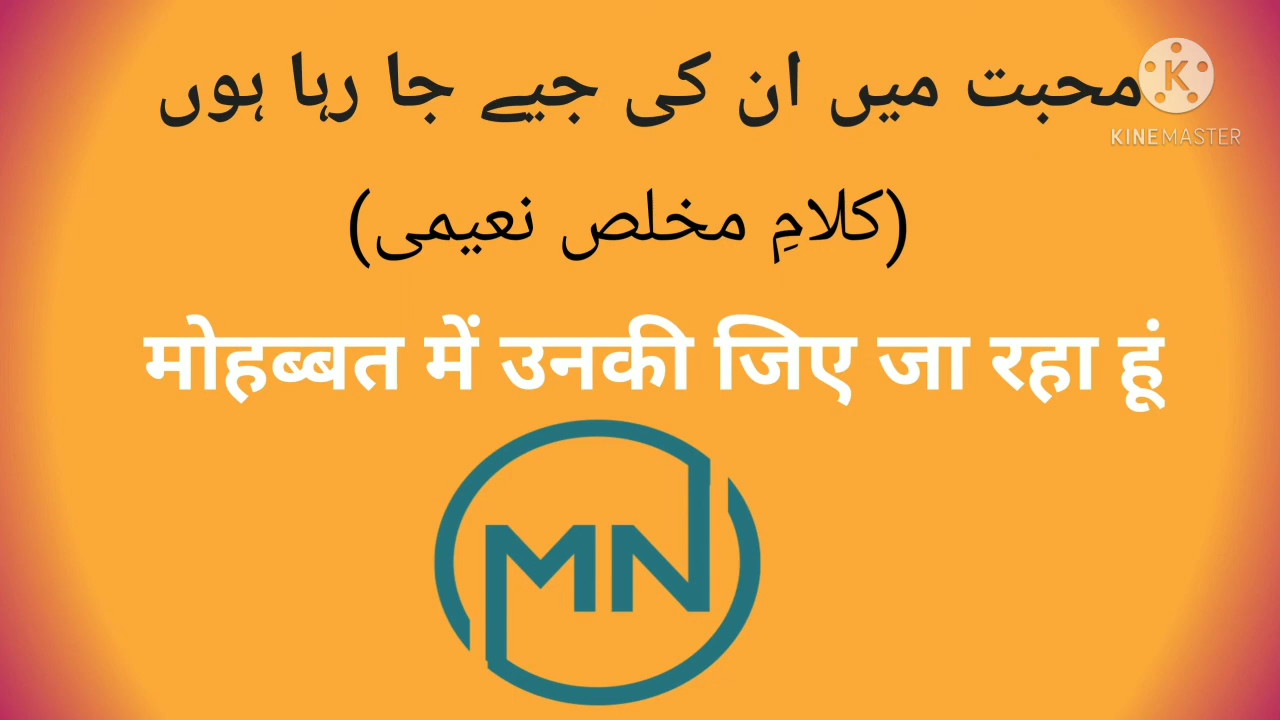 محبت میں ان کی جیے جا رہا ہوں
KINEMASTER
(کلامِ مخلص نعیمی)
मोहब्बत में उनकी जिए जा रहा हूं
MN